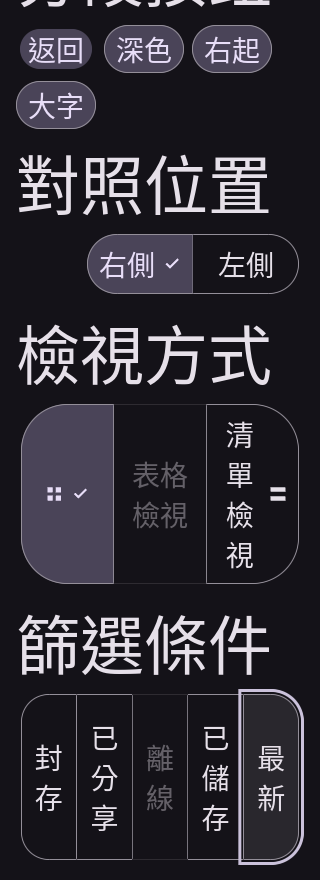 返回 深色 右起
大字
對照位置
右側 左側
檢視方式
表格檢視 清單檢視
篩選條件
封存 已分享 離線 已儲存 最新